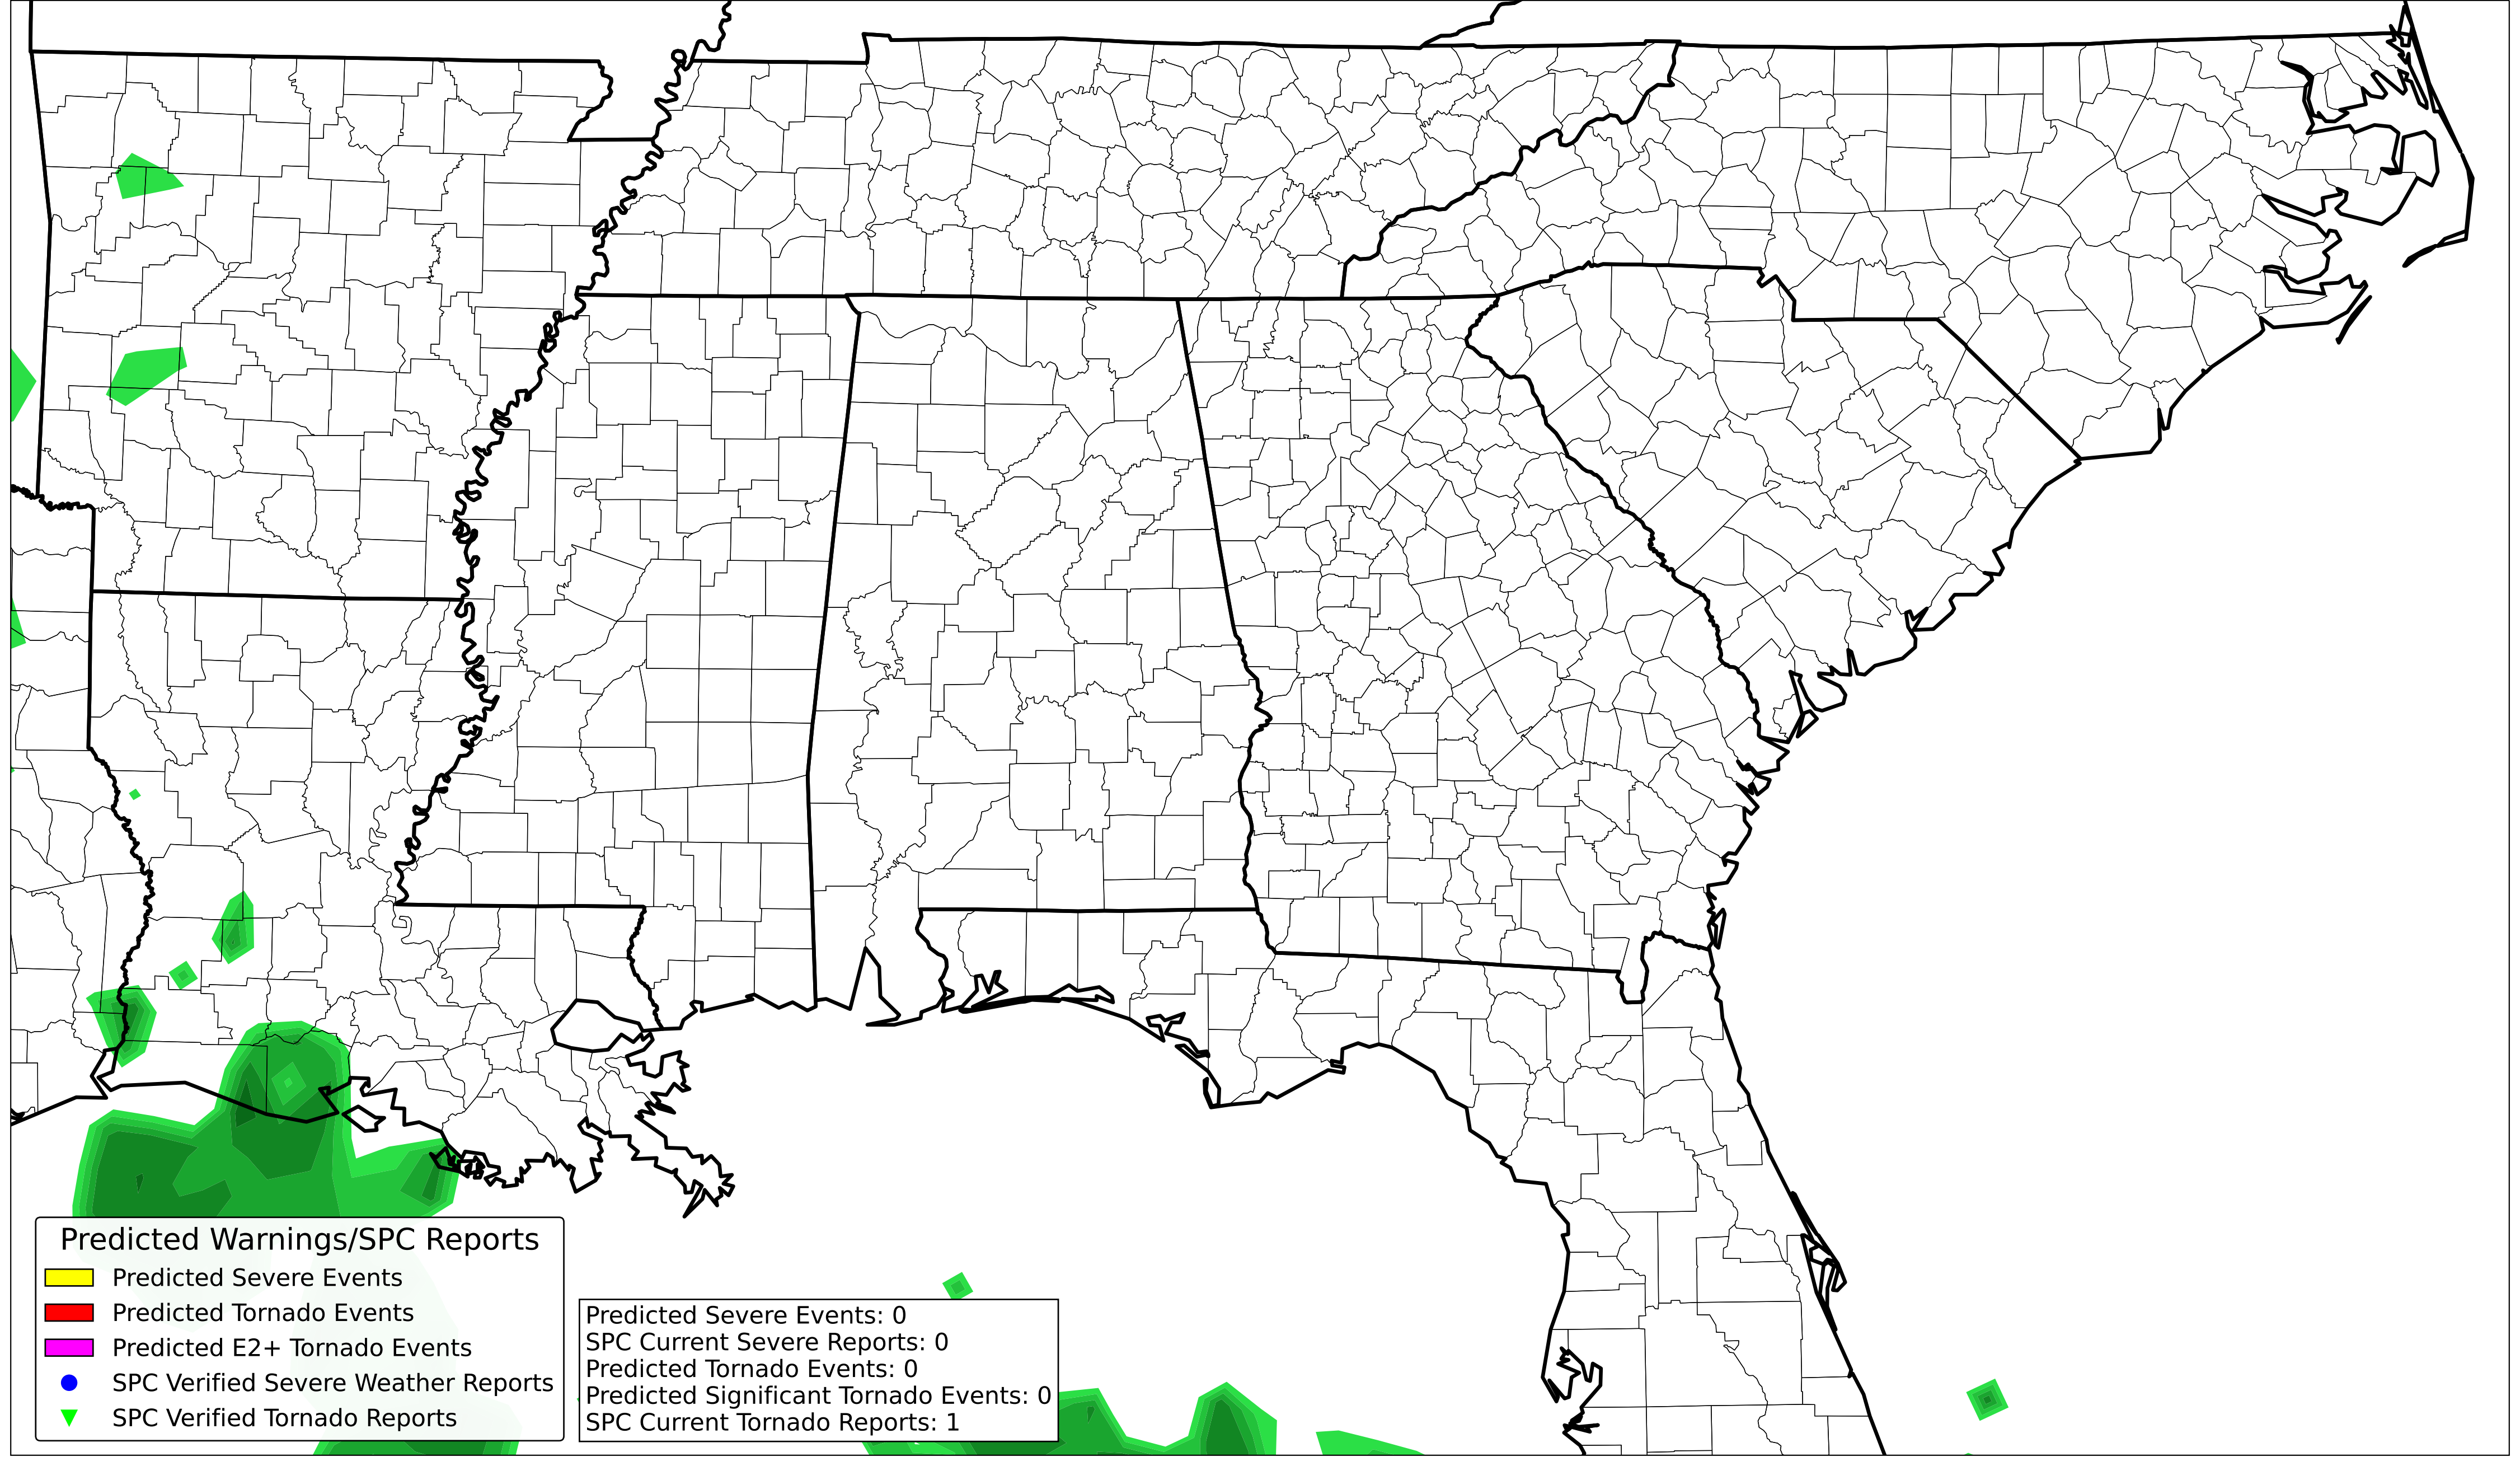 Predicted Warnings/SPC Reports
Predicted Severe Events
Predicted Tornado Events
Predicted E2+ Tornado Events
SPC Verified Severe Weather Reports
SPC Verified Tornado Reports
Predicted Severe Events: 0
SPC Current Severe Reports: 0
Predicted Tornado Events: 0
Predicted Significant Tornado Events: 0
SPC Current Tornado Reports: 1